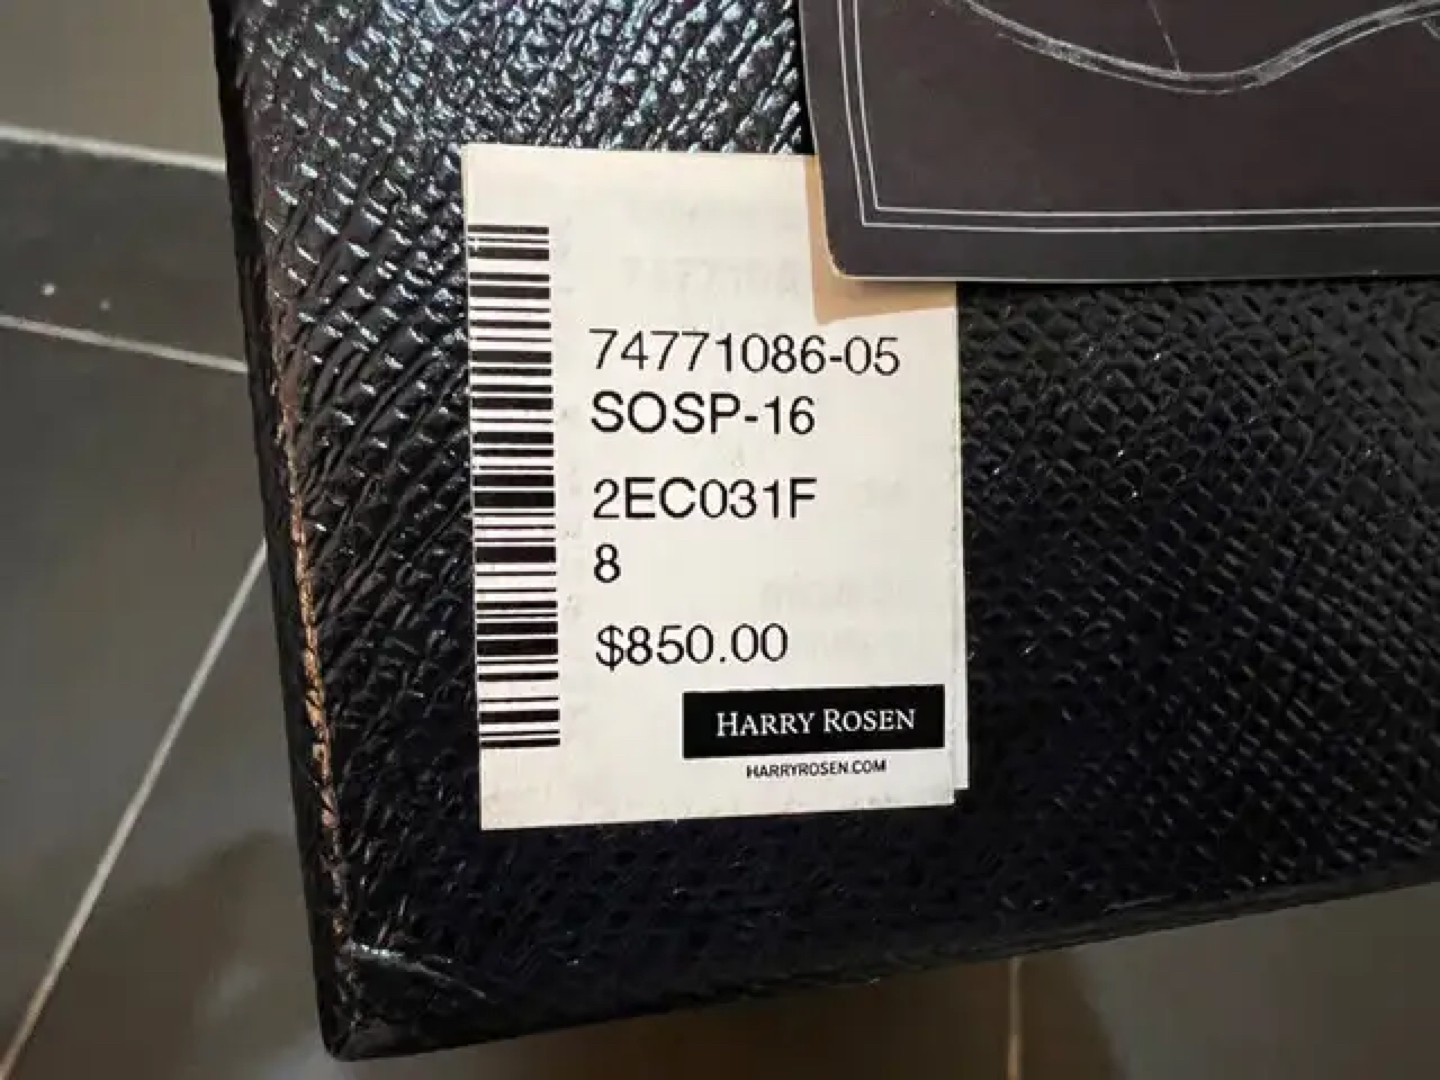 74771086-05
SOSP-16
2EC031F
8
$850.00
HARRY ROSEN
HARRYROSEN.COM